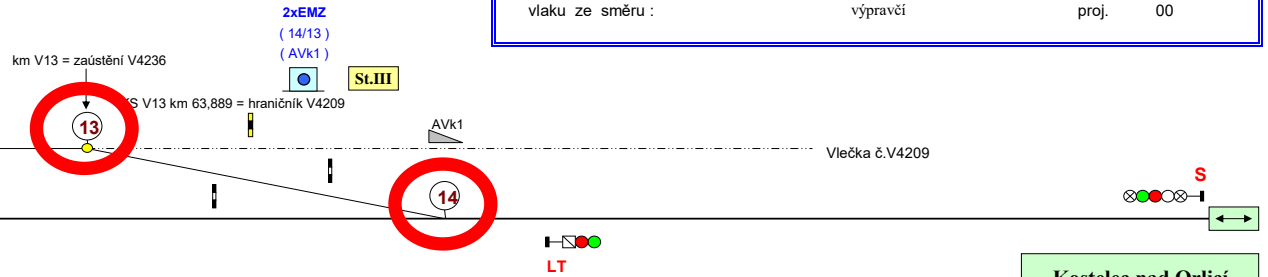 vlaku ze směru : výpravčí proj. 00
2xEMZ
( 14/13 )
( AVk1 )
km V13 = zaústění V4236
St.III
V13 km 63,889 = hraničník V4209
13
AVk1
Vlečka č.V4209
S
14
LT
Kostelec nad Orlicí